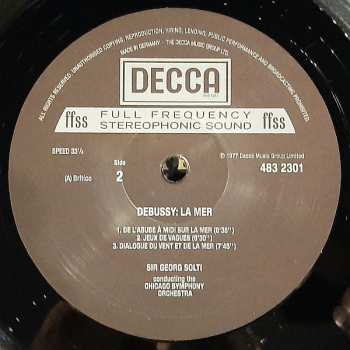 ALL RIGHTS RESERVED. UNAUTHORISED COPYING, REPRODUCTION, HIRING, LENDING, PUBLIC PERFORMANCE AND BROADCASTING PROHIBITED.
MADE IN GERMANY - THE DECCA MUSIC GROUP LTD.
DECCA
ffss FULL FREQUENCY ffss
STEREOPHONIC SOUND
SPEED 33⅓
Side
2
℗ 1977 Decca Music Group Limited
483 2301
DEBUSSY: LA MER
1. DE L'AUBE À MIDI SUR LA MER (8'38'')
2. JEUX DE VAGUES (6'30'')
3. DIALOGUE DU VENT ET DE LA MER (7'45'')
SIR GEORG SOLTI
conducting the
CHICAGO SYMPHONY
ORCHESTRA